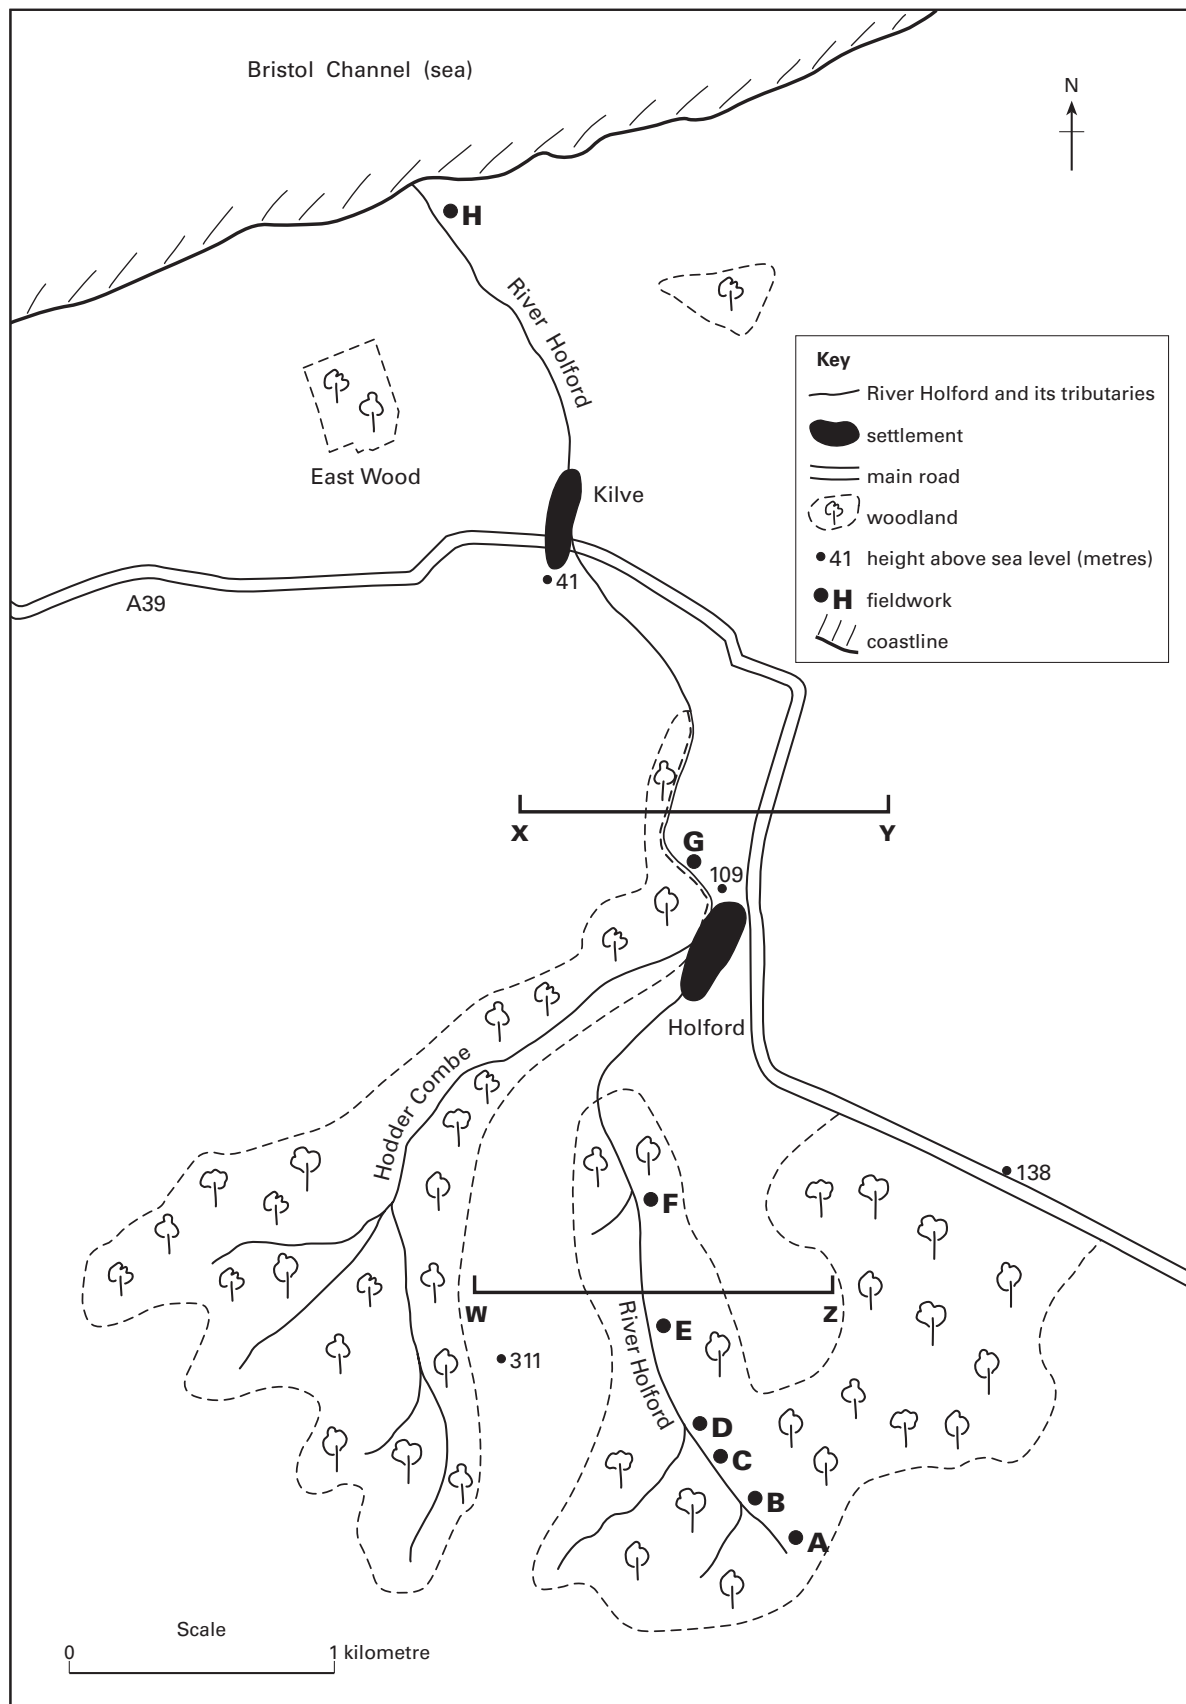 Bristol Channel (sea)
N
H
River Holford
Key
River Holford and its tributaries
settlement
main road
woodland
41 height above sea level (metres)
H fieldwork
coastline
East Wood
Kilve
41
A39
X
Y
G
109
Holford
Hodder Combe
138
F
W
Z
River Holford
E
311
D
C
B
A
Scale
0
1 kilometre